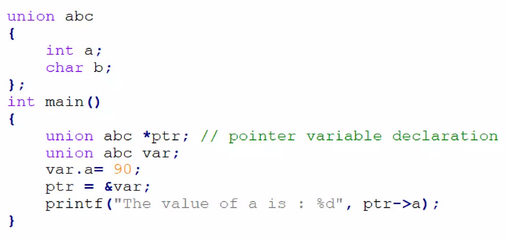 union abc
{
    int a;
    char b;
};
int main()
{
    union abc *ptr; // pointer variable declaration
    union abc var;
    var.a= 90;
    ptr = &var;
    printf("The value of a is : %d", ptr->a);
}